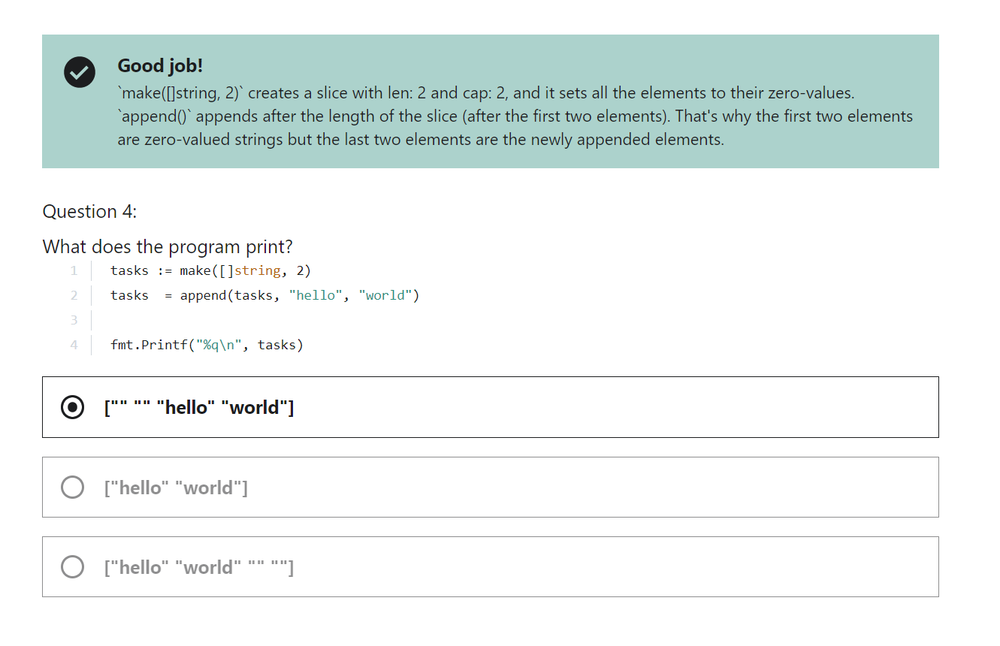 Good job!
`make([]string, 2)` creates a slice with len: 2 and cap: 2, and it sets all the elements to their zero-values.
`append()` appends after the length of the slice (after the first two elements). That's why the first two elements
are zero-valued strings but the last two elements are the newly appended elements.
Question 4:
What does the program print?
1 tasks := make([]string, 2)
2 tasks  = append(tasks, "hello", "world")
3
4 fmt.Printf("%q\n", tasks)
["" "" "hello" "world"]
["hello" "world"]
["hello" "world" "" ""]